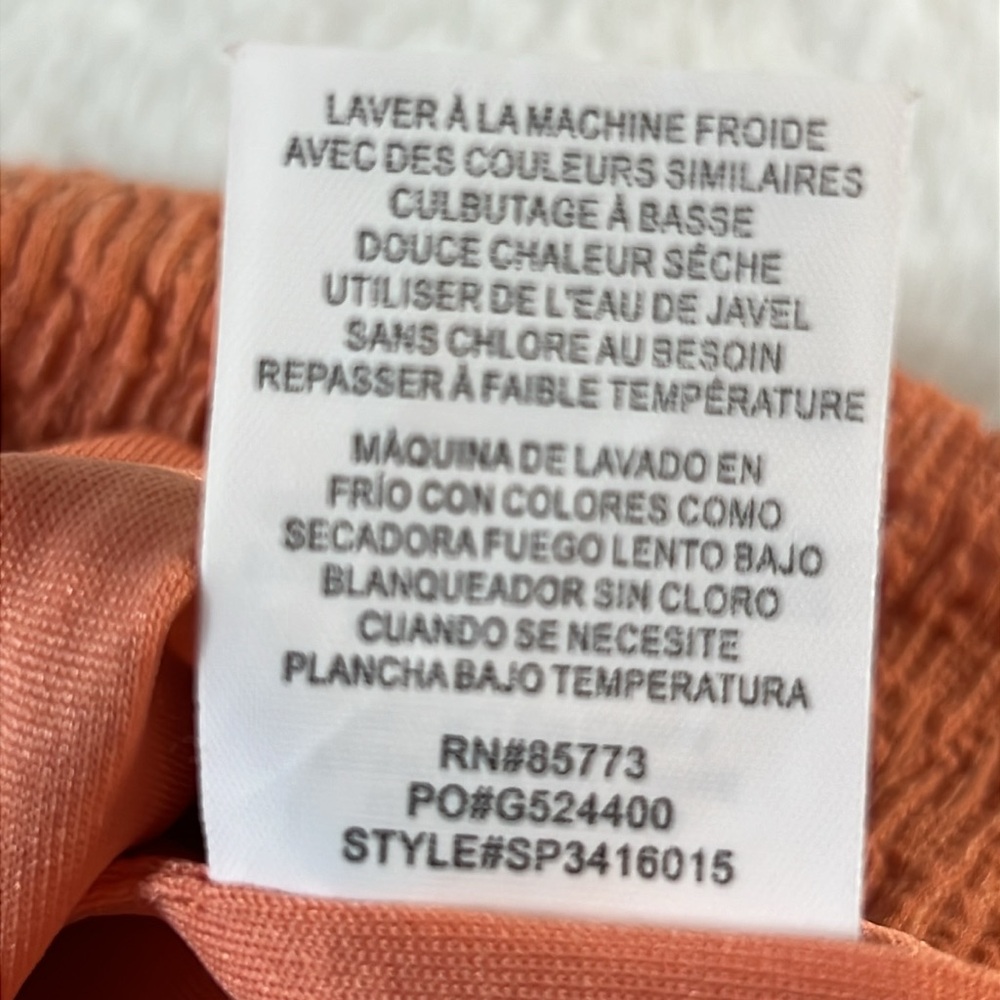 LAVER À LA MACHINE FROIDE
AVEC DES COULEURS SIMILAIRES
CULBUTAGE À BASSE
DOUCE CHALEUR SÊCHE
UTILISER DE L'EAU DE JAVEL
SANS CHLORE AU BESOIN
REPASSER À FAIBLE TEMPÉRATURE
MÀQUINA DE LAVADO EN
FRÍO CON COLORES COMO
SECADORA FUEGO LENTO BAJO
BLANQUEADOR SIN CLORO
CUANDO SE NECESITE
PLANCHA BAJO TEMPERATURA
RN#85773
PO#G524400
STYLE#SP3416015